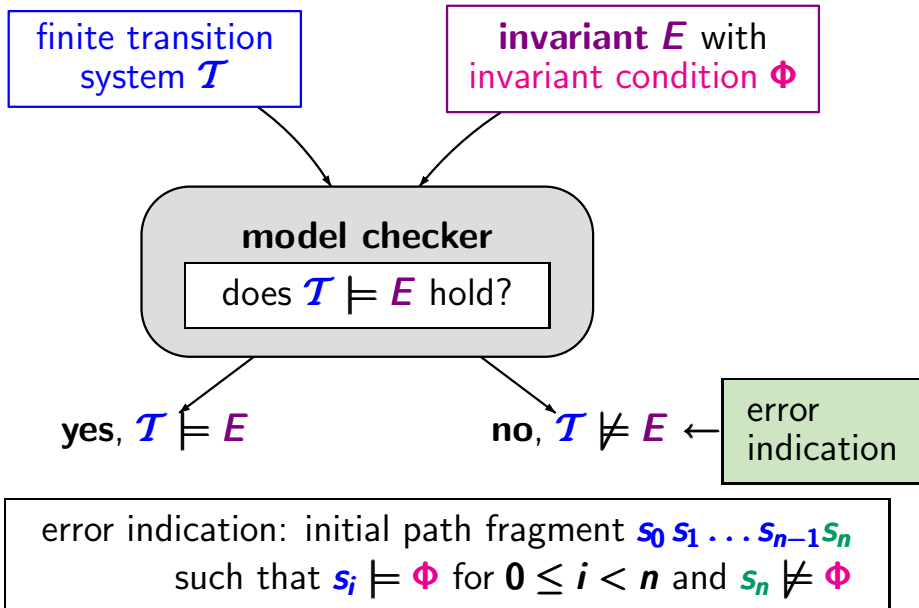 finite transition
system 𝒯
invariant E with
invariant condition Φ
model checker
does 𝒯 ⊨ E hold?
yes, 𝒯 ⊨ E
no, 𝒯 ⊭ E ←
error
indication
error indication: initial path fragment s₀ s₁ … sₙ₋₁ sₙ
such that sᵢ ⊨ Φ for 0 ≤ i < n and sₙ ⊭ Φ